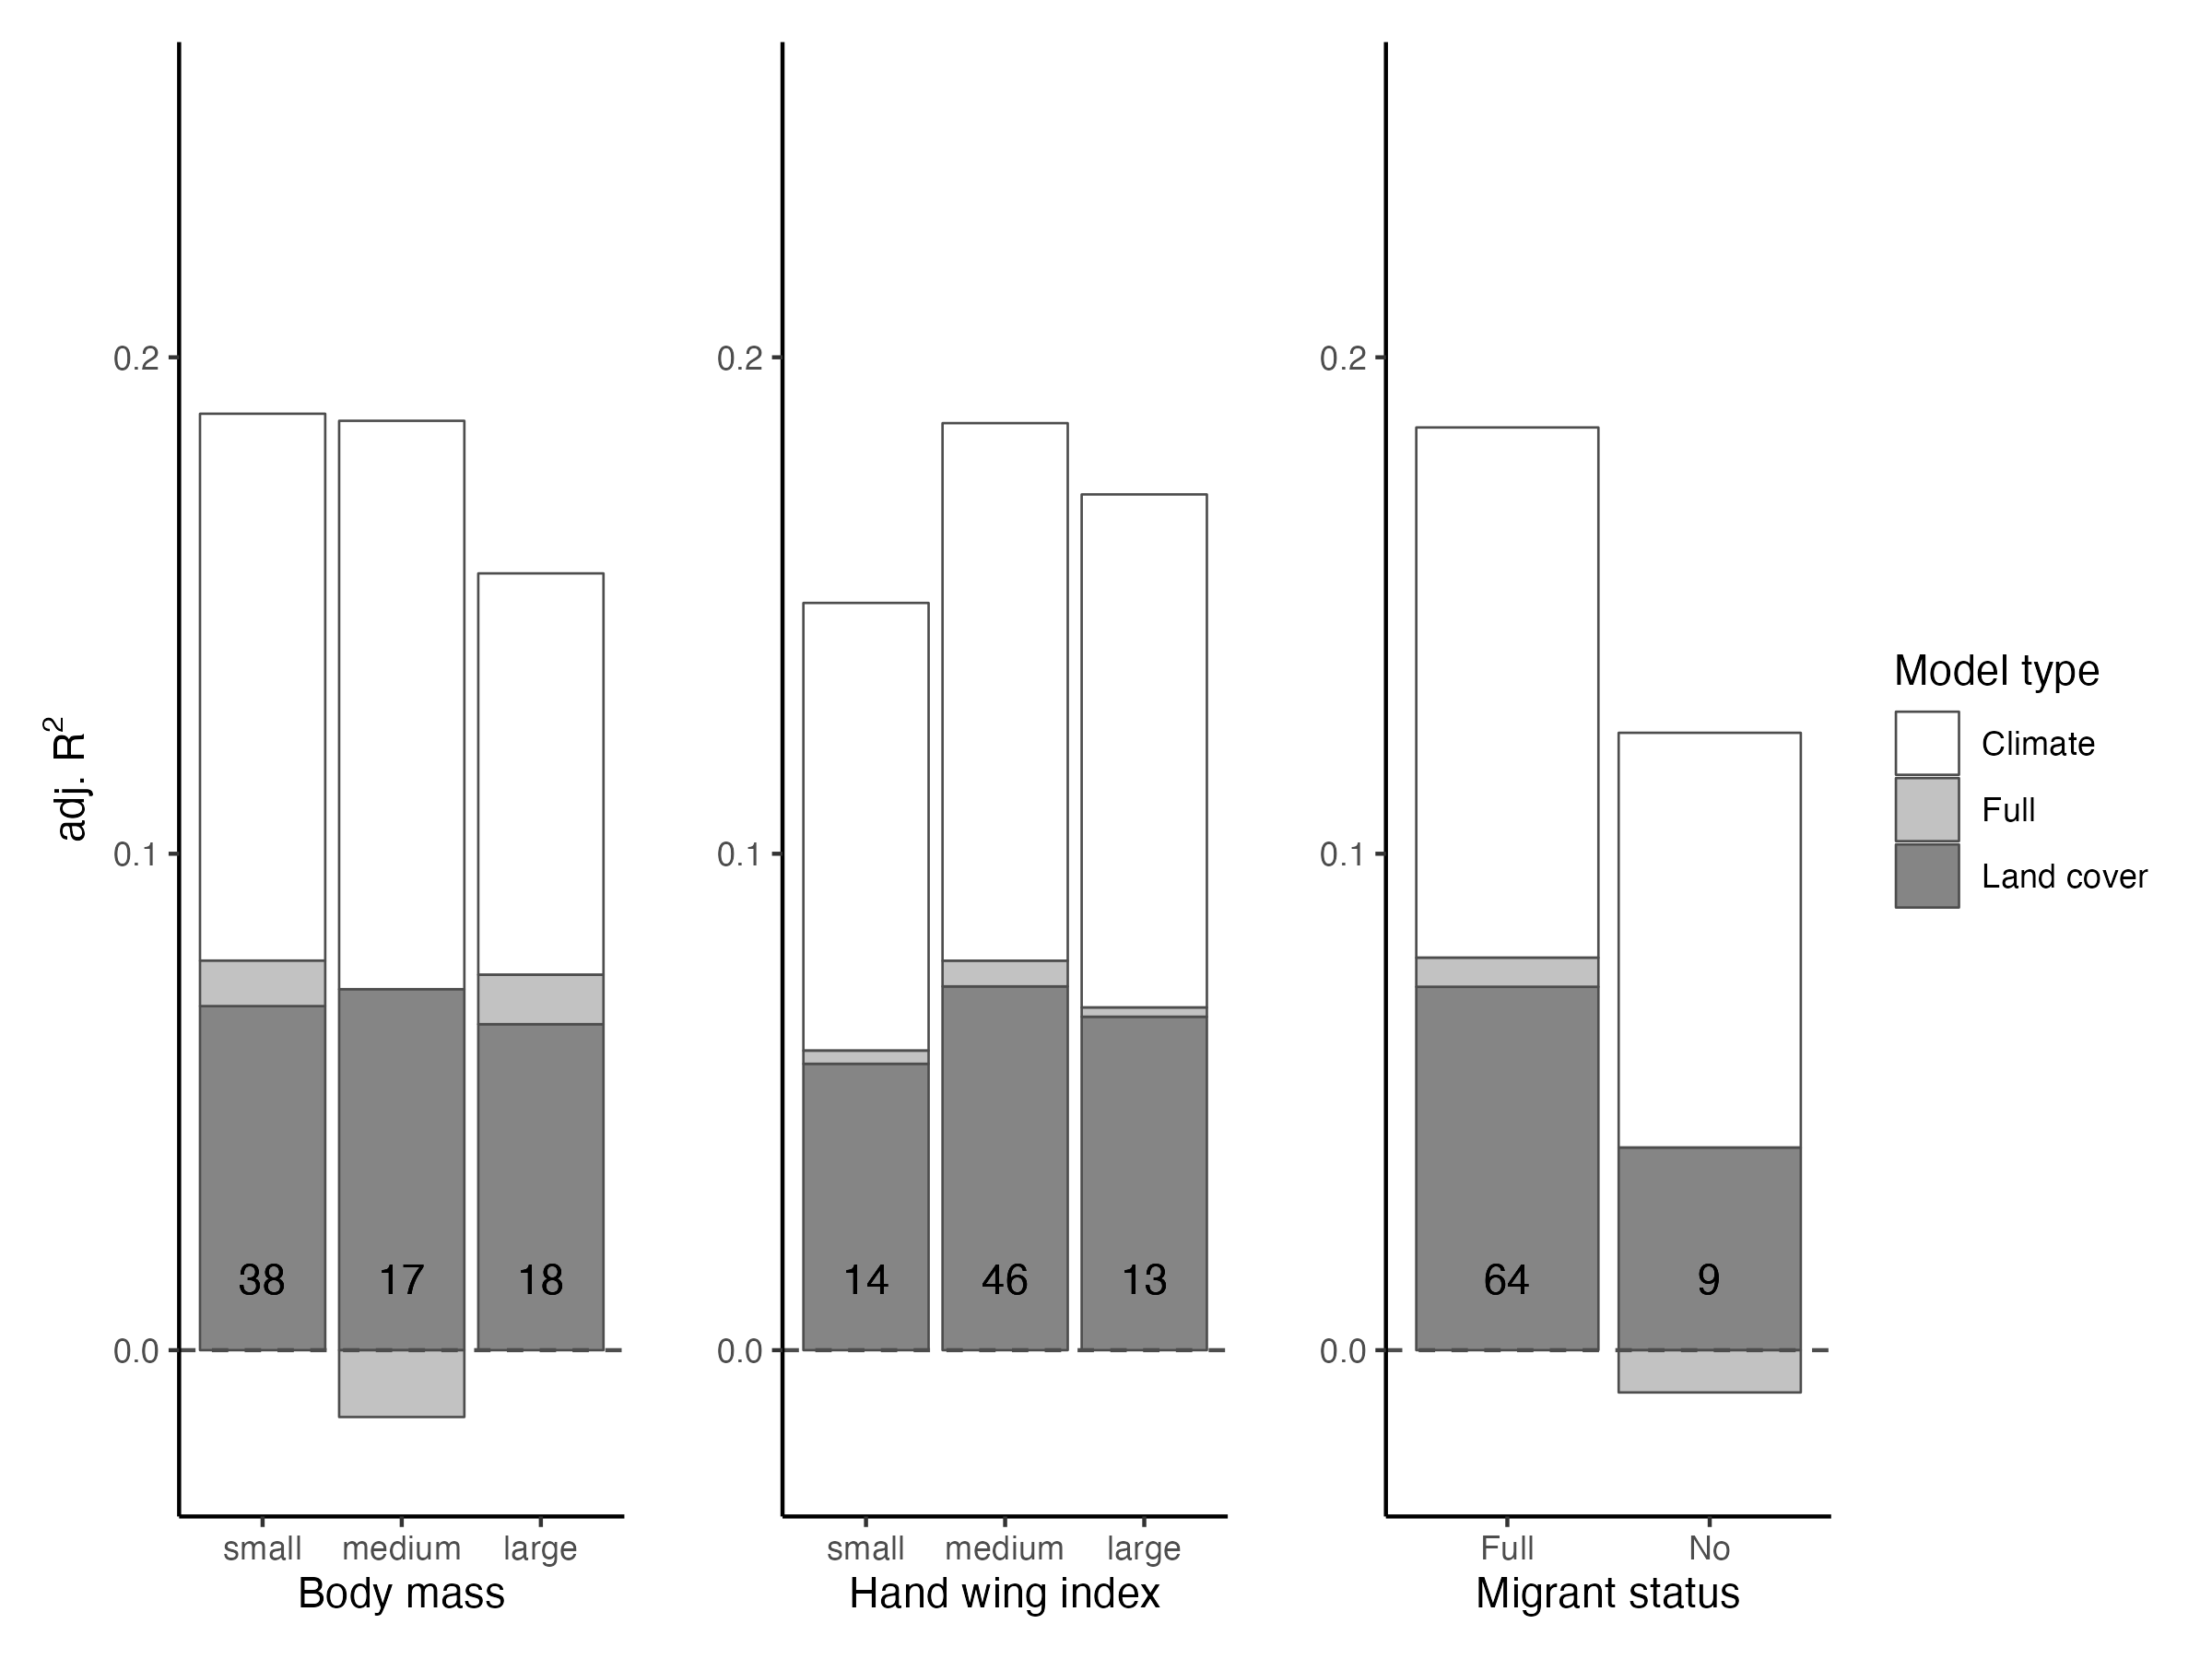 adj. R²
0.2
0.1
0.0
38
17
18
small medium large
Body mass
0.2
0.1
0.0
14
46
13
small medium large
Hand wing index
0.2
0.1
0.0
64
9
Full No
Migrant status
Model type
Climate
Full
Land cover